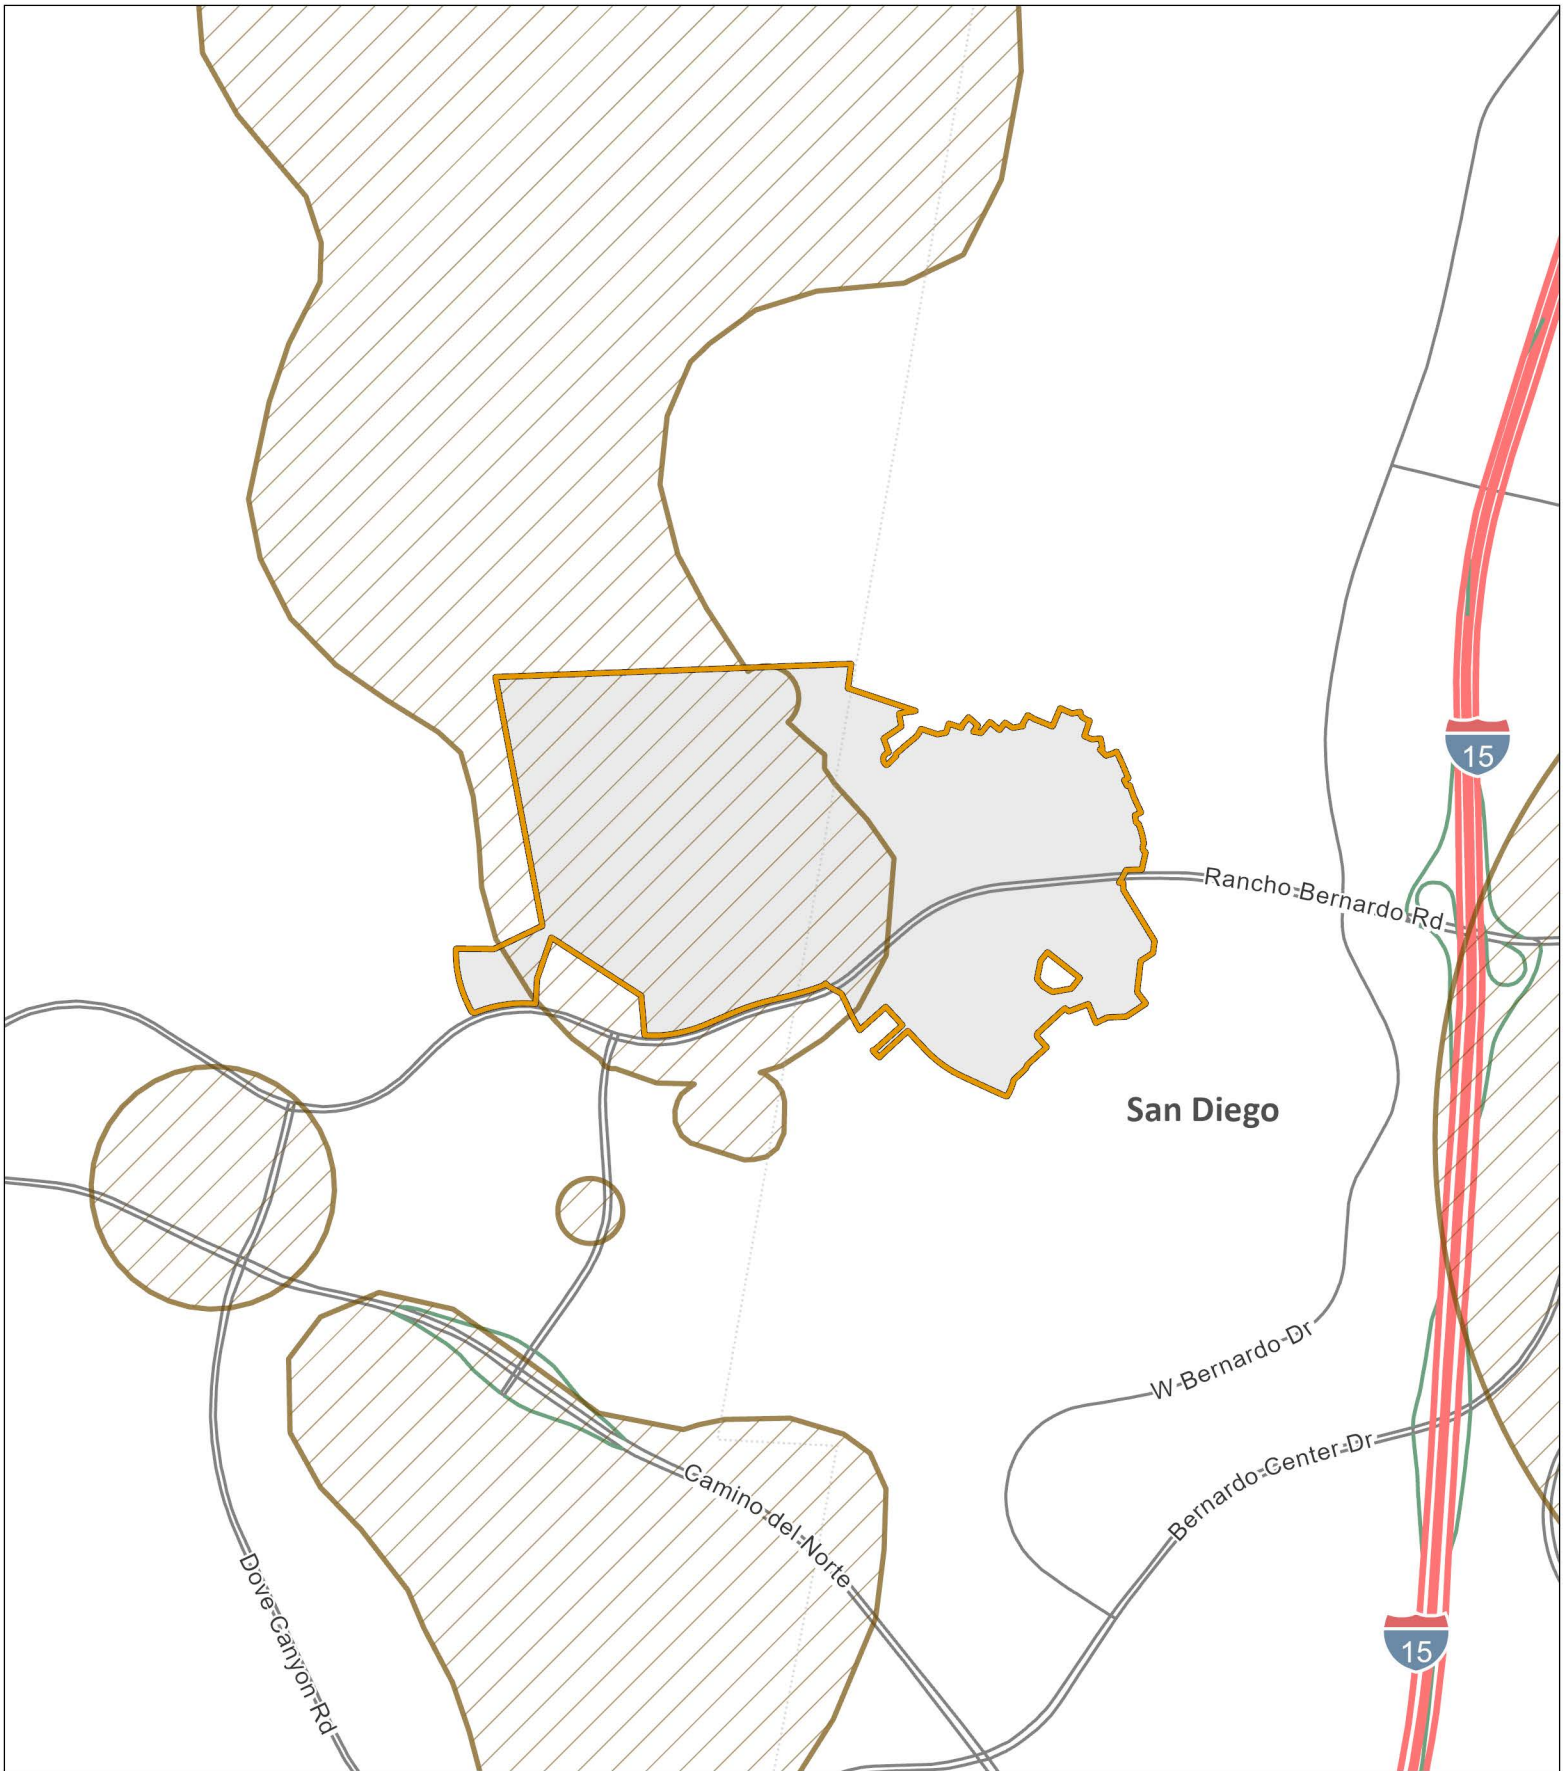 15
Rancho Bernardo Rd
San Diego
W Bernardo Dr
Bernardo Center Dr
Camino del Norte
Dove Canyon Rd
15